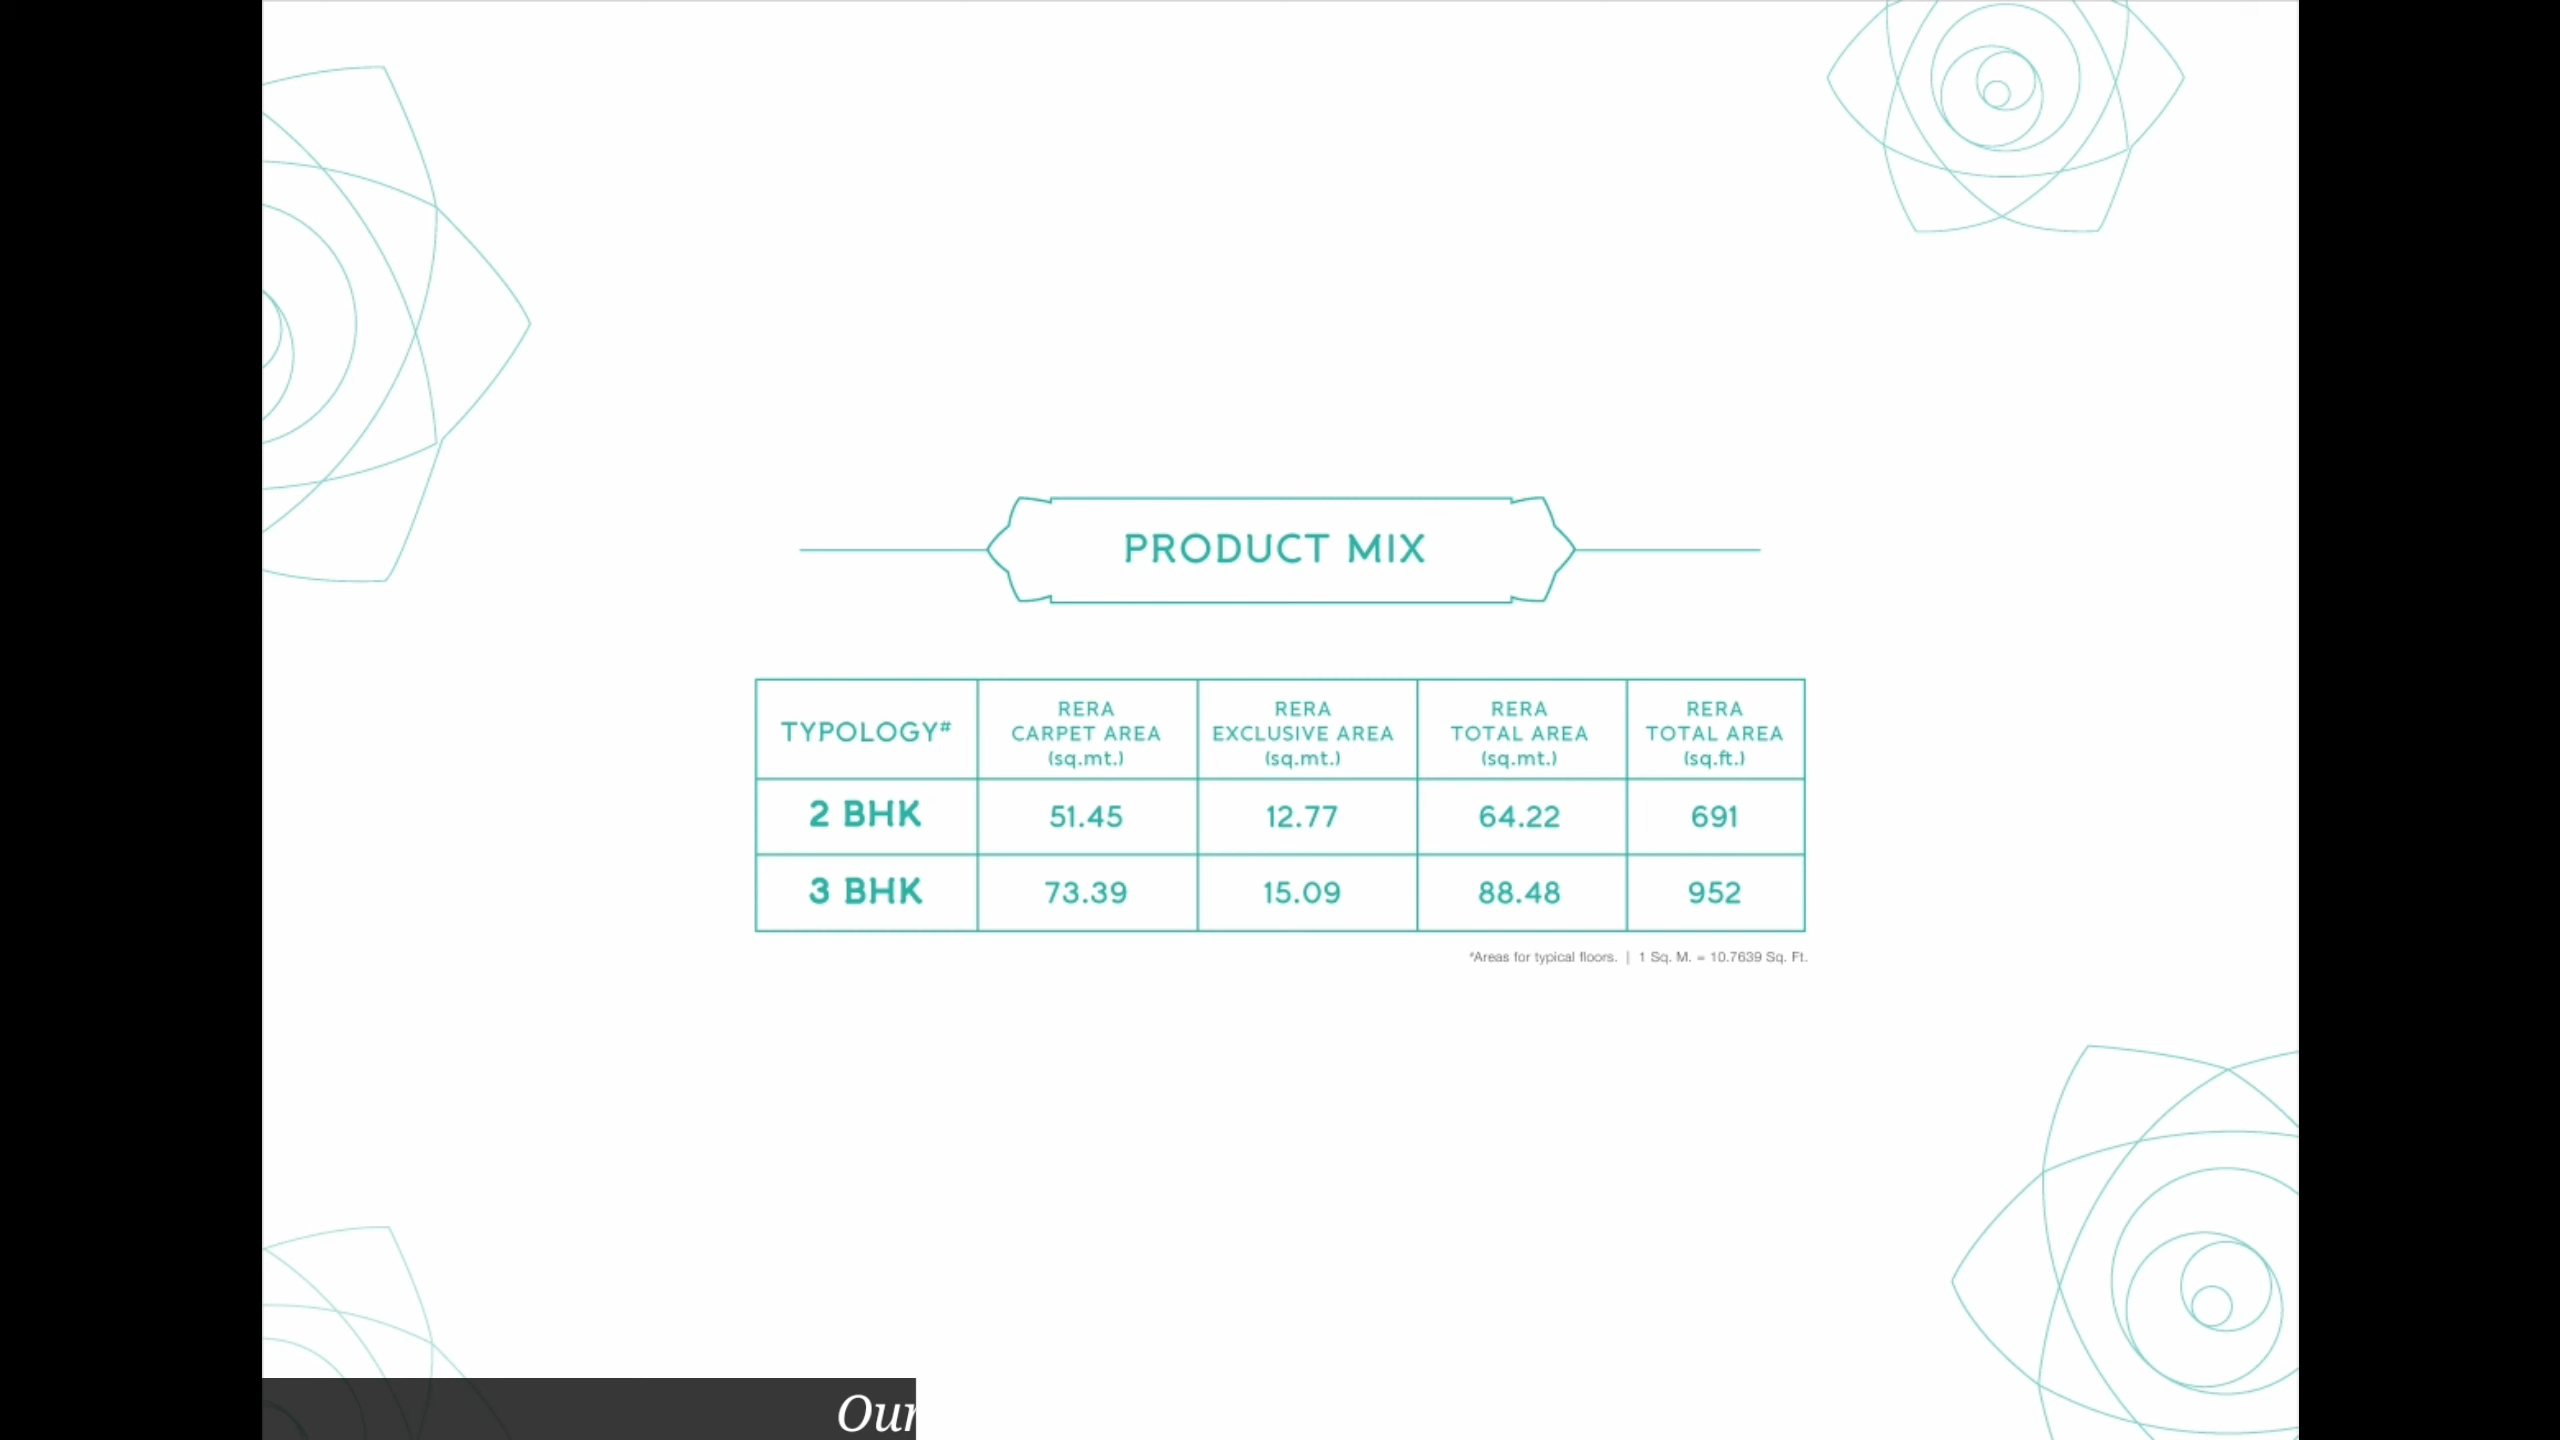 PRODUCT MIX
TYPOLOGY# RERA CARPET AREA (sq.mt.) RERA EXCLUSIVE AREA (sq.mt.) RERA TOTAL AREA (sq.mt.) RERA TOTAL AREA (sq.ft.)
2 BHK 51.45 12.77 64.22 691
3 BHK 73.39 15.09 88.48 952
#Areas for typical floors. | 1 Sq. M. = 10.7639 Sq. Ft.
Our